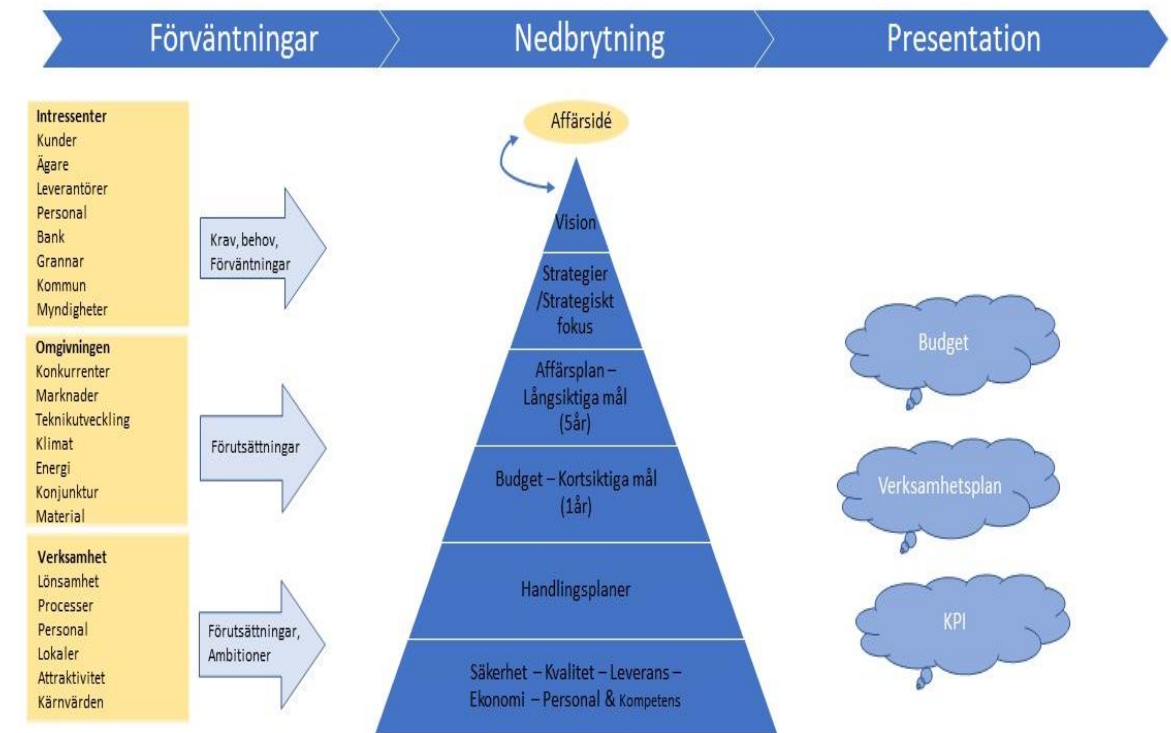 Förväntningar
Nedbrytning
Presentation
Intressenter
Kunder
Ägare
Leverantörer
Personal
Bank
Grannar
Kommun
Myndigheter
Krav, behov,
Förväntningar
Omgivningen
Konkurrenter
Marknader
Teknikutveckling
Klimat
Energi
Konjunktur
Material
Förutsättningar
Verksamhet
Lönsamhet
Processer
Personal
Lokaler
Attraktivitet
Kärnvärden
Förutsättningar,
Ambitioner
Affärsidé
Vision
Strategier
/Strategiskt
fokus
Affärsplan –
Långsiktiga mål
(5år)
Budget – Kortsiktiga mål
(1år)
Handlingsplaner
Säkerhet – Kvalitet – Leverans –
Ekonomi – Personal & Kompetens
Budget
Verksamhetsplan
KPI